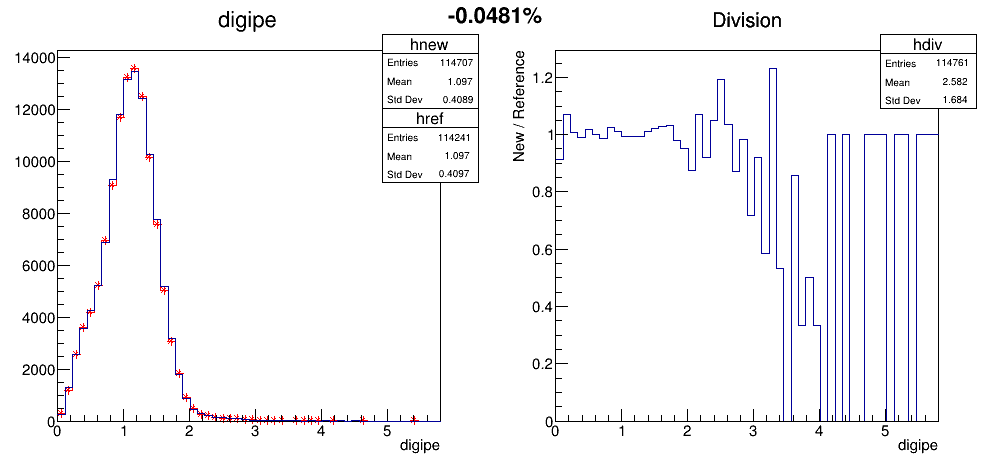 -0.0481%
digipe
hnew
Entries 114707
Mean 1.097
Std Dev 0.4089
href
Entries 114241
Mean 1.097
Std Dev 0.4097
14000
12000
10000
8000
6000
4000
2000
0
0 1 2 3 4 5
digipe
Division
hdiv
Entries 114761
Mean 2.582
Std Dev 1.684
New / Reference
1.2
1
0.8
0.6
0.4
0.2
0
0 1 2 3 4 5
digipe